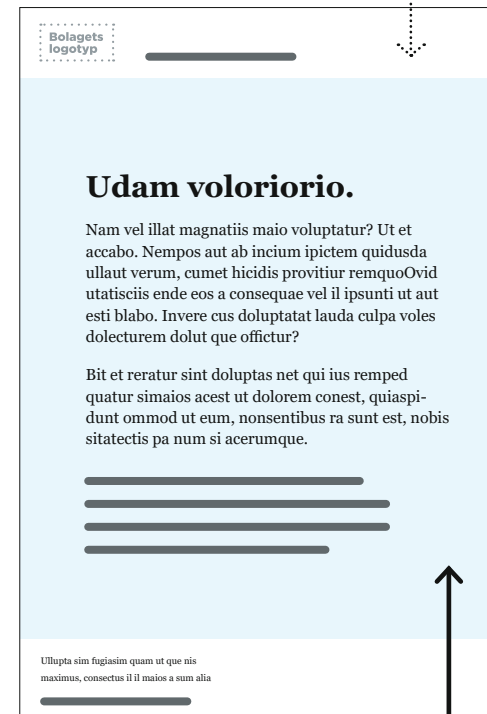 Bolagets
logotyp
Udam voloriorio.
Nam vel illat magnatiis maio voluptatur? Ut et
accabo. Nempos aut ab incium ipictem quidusda
ullaut verum, cumet hicidis provitiur remquoOvid
utatisciis ende eos a consequae vel il ipsunti ut aut
esti blabo. Invere cus doluptatat lauda culpa voles
dolecturem dolut que offictur?
Bit et reratur sint doluptas net qui ius remped
quatur simaios acest ut dolorem conest, quiaspi-
dunt ommod ut eum, nonsentibus ra sunt est, nobis
sitatectis pa num si acerumque.
Ullupta sim fugiasim quam ut que nis
maximus, consectus il il maios a sum alia